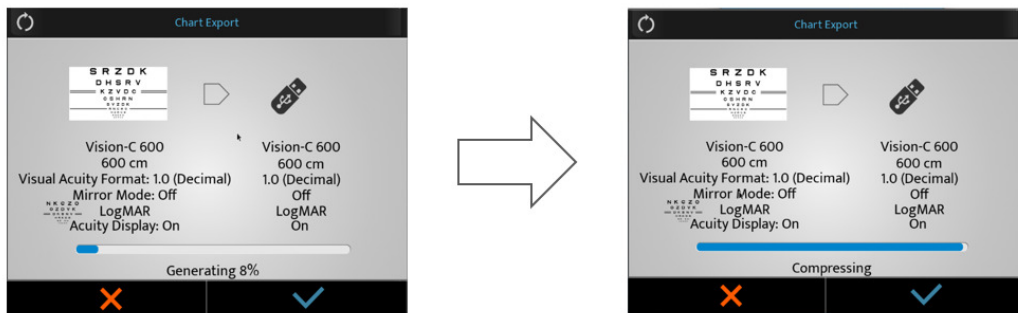 Chart Export
S R Z D K
D H S R V
K Z V D C
C S H R N
S V Z D K
Vision-C 600 Vision-C 600
600 cm 600 cm
Visual Acuity Format: 1.0 (Decimal) 1.0 (Decimal)
Mirror Mode: Off Off
N K C Z O
LogMAR LogMAR
Acuity Display: On On
Generating 8%
Chart Export
S R Z D K
D H S R V
K Z V D C
C S H R N
S V Z D K
Vision-C 600 Vision-C 600
600 cm 600 cm
Visual Acuity Format: 1.0 (Decimal) 1.0 (Decimal)
Mirror Mode: Off Off
N K C Z O
LogMAR LogMAR
Acuity Display: On On
Compressing